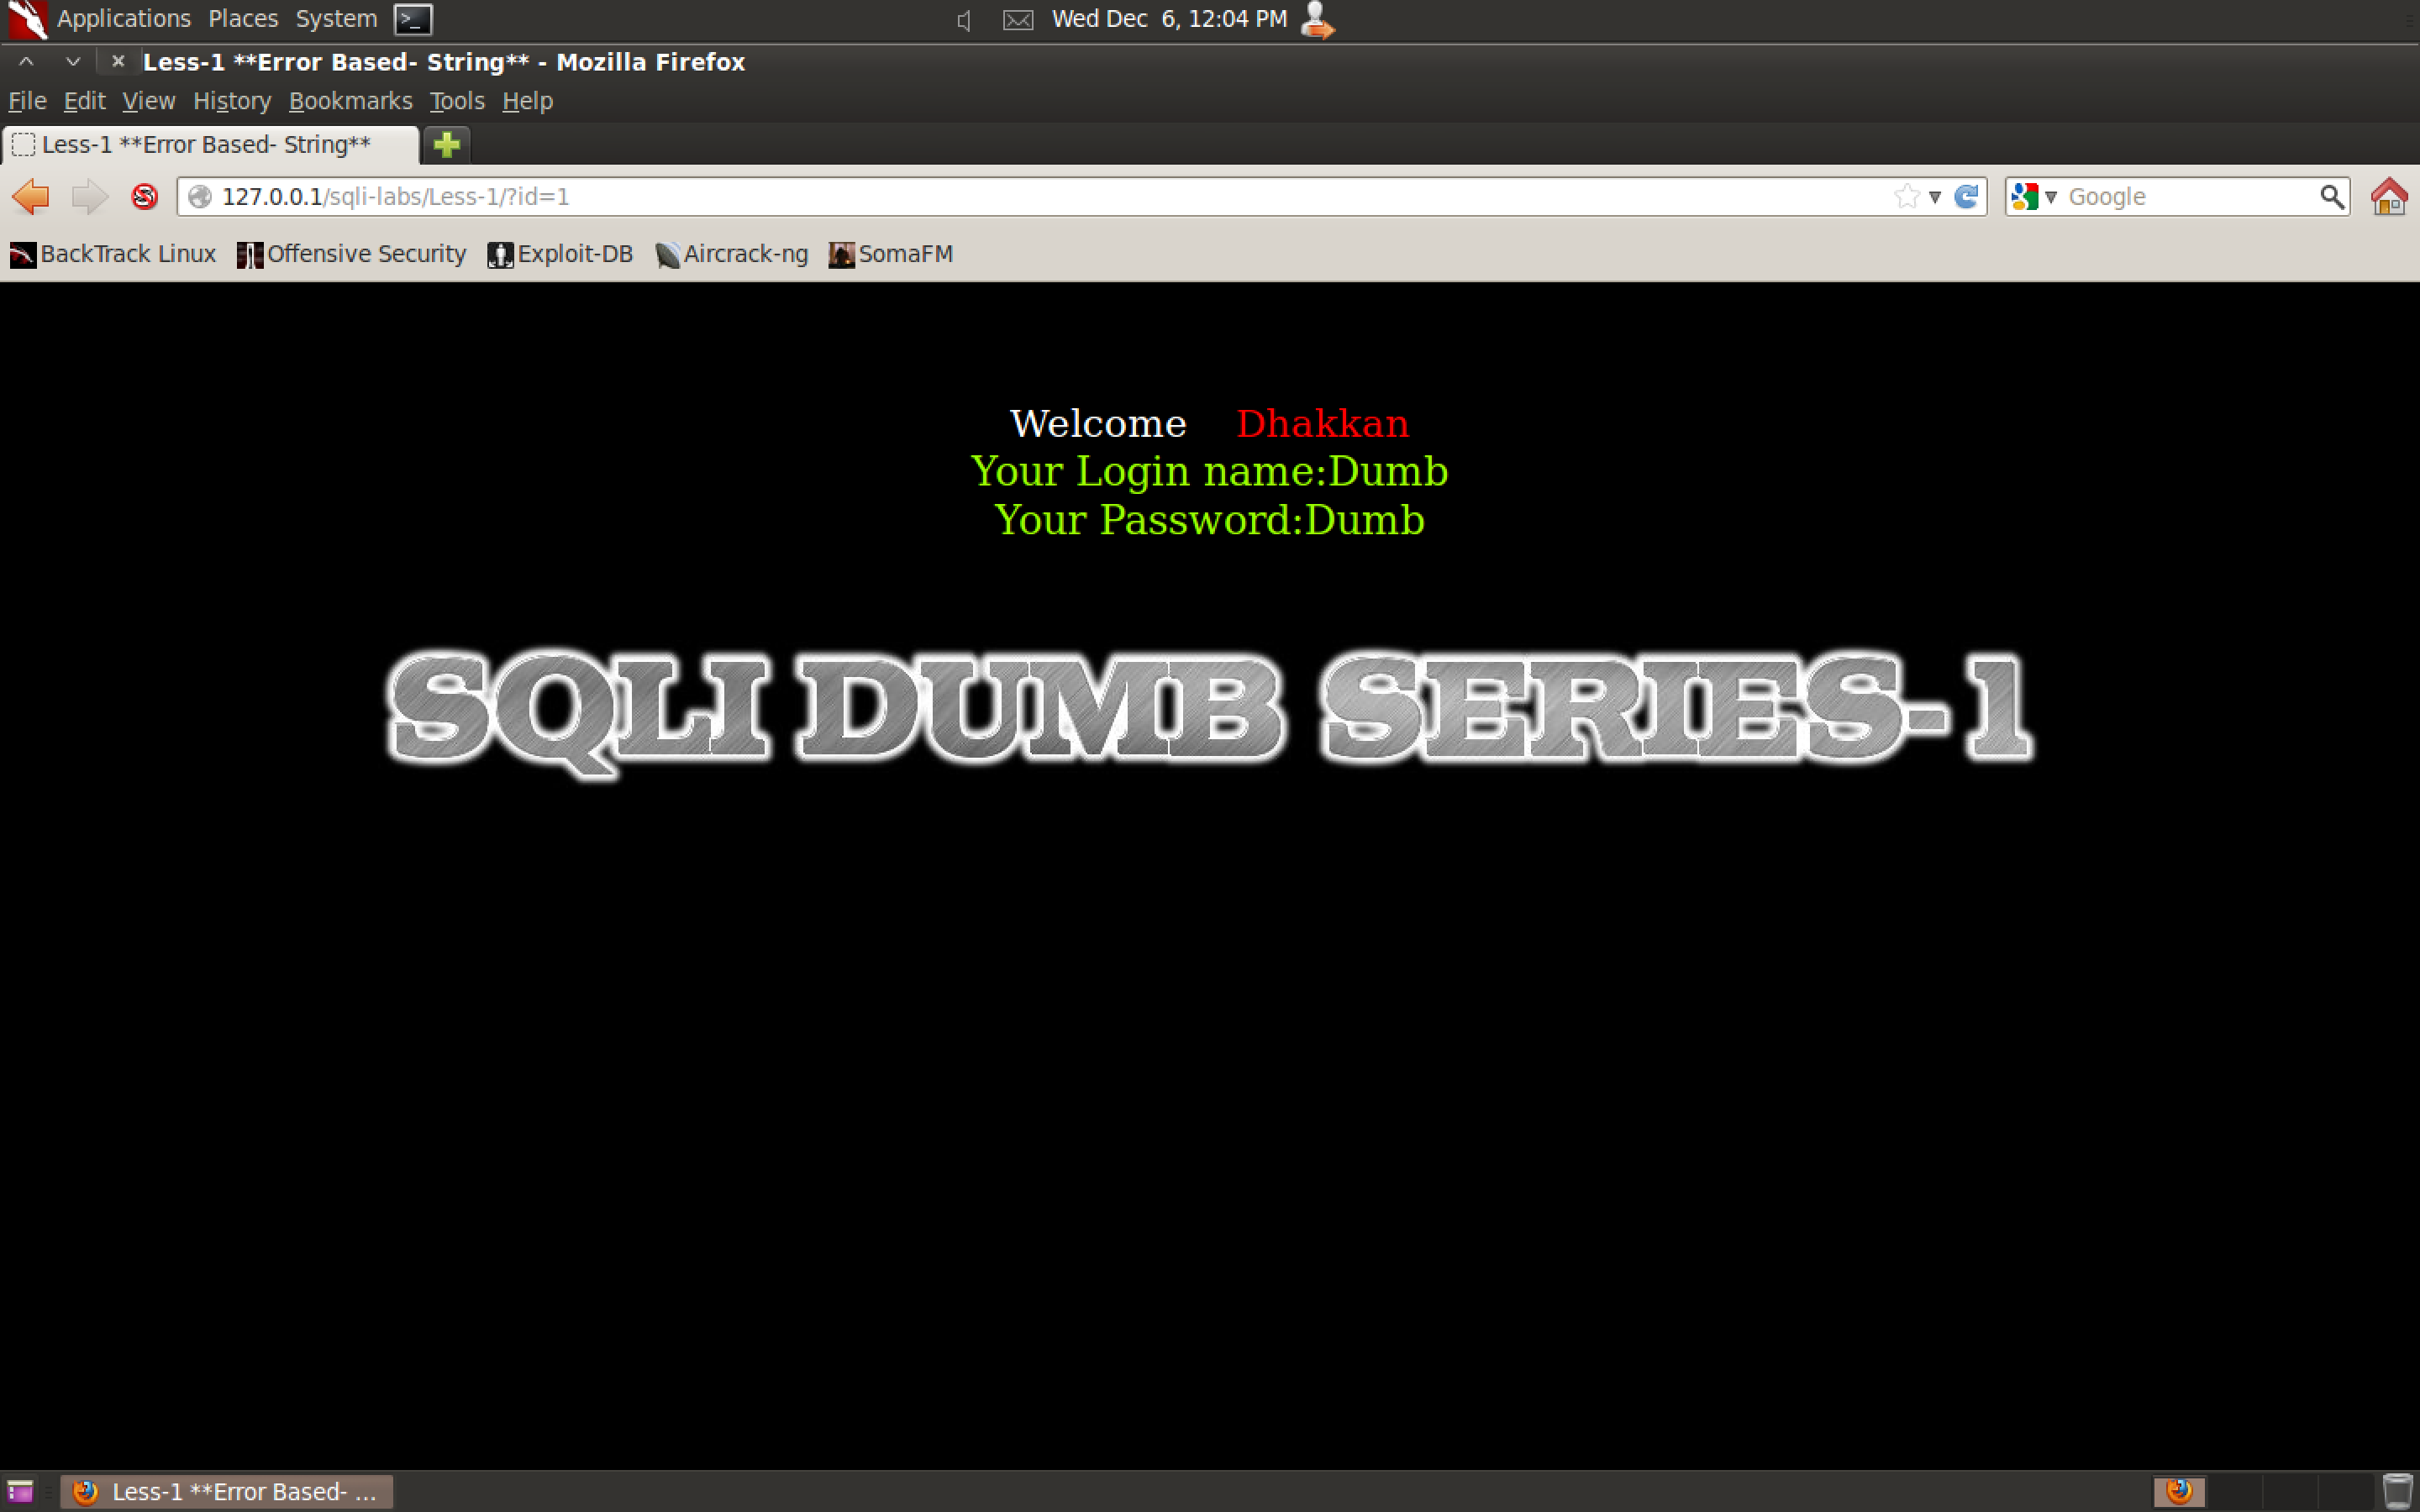 Applications Places System Wed Dec 6, 12:04 PM
Less-1 **Error Based- String** - Mozilla Firefox
File Edit View History Bookmarks Tools Help
Less-1 **Error Based- String**
127.0.0.1/sqli-labs/Less-1/?id=1 Google
BackTrack Linux Offensive Security Exploit-DB Aircrack-ng SomaFM
Welcome Dhakkan
Your Login name:Dumb
Your Password:Dumb
SQLI DUMB SERIES-1
Less-1 **Error Based- ...